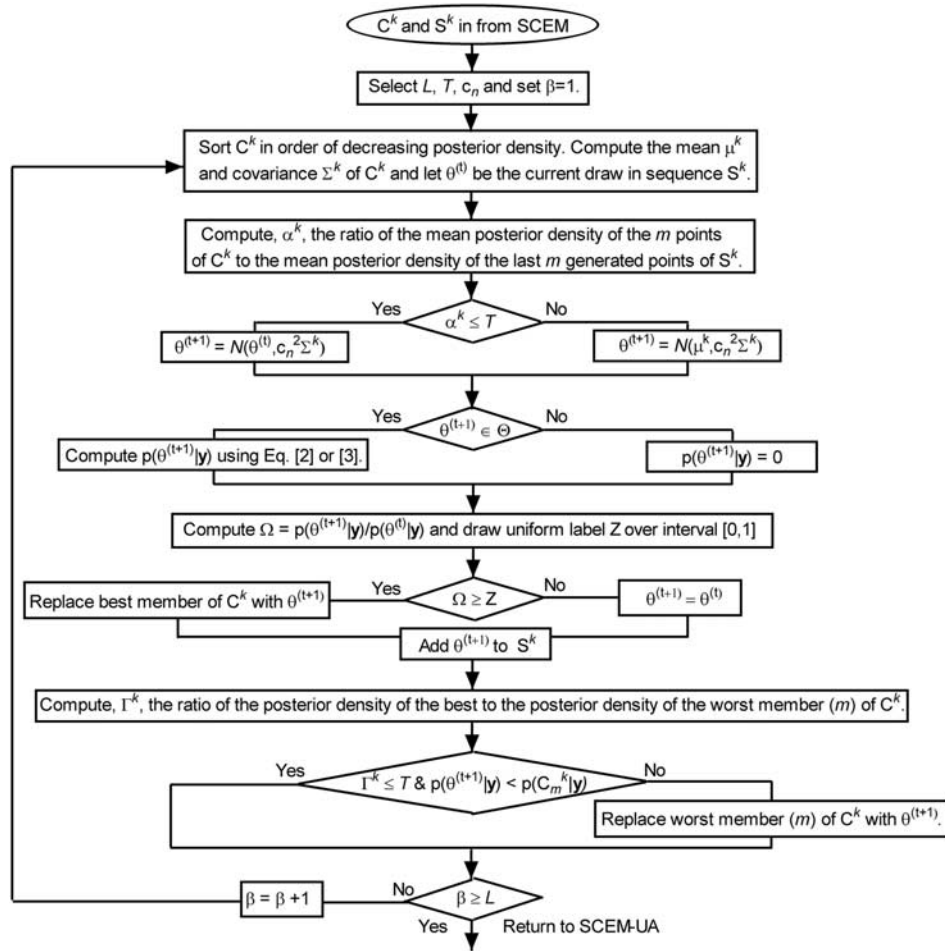 C^k and S^k in from SCEM
Select L, T, c_n and set β=1.
Sort C^k in order of decreasing posterior density. Compute the mean μ^k
and covariance Σ^k of C^k and let θ^(t) be the current draw in sequence S^k.
Compute, α^k, the ratio of the mean posterior density of the m points
of C^k to the mean posterior density of the last m generated points of S^k.
Yes
No
α^k ≤ T
θ^(t+1) = N(θ^(t),c_n^2Σ^k)
θ^(t+1) = N(μ^k,c_n^2Σ^k)
Yes
No
θ^(t+1) ∈ Θ
Compute p(θ^(t+1)|y) using Eq. [2] or [3].
p(θ^(t+1)|y) = 0
Compute Ω = p(θ^(t+1)|y)/p(θ^(t)|y) and draw uniform label Z over interval [0,1]
Yes
No
Replace best member of C^k with θ^(t+1)
Ω ≥ Z
θ^(t+1) = θ^(t)
Add θ^(t+1) to S^k
Compute, Γ^k, the ratio of the posterior density of the best to the posterior density of the worst member (m) of C^k.
Yes
No
Γ^k ≤ T & p(θ^(t+1)|y) < p(C_m^k|y)
Replace worst member (m) of C^k with θ^(t+1).
β = β +1
No
β ≥ L
Yes
Return to SCEM-UA